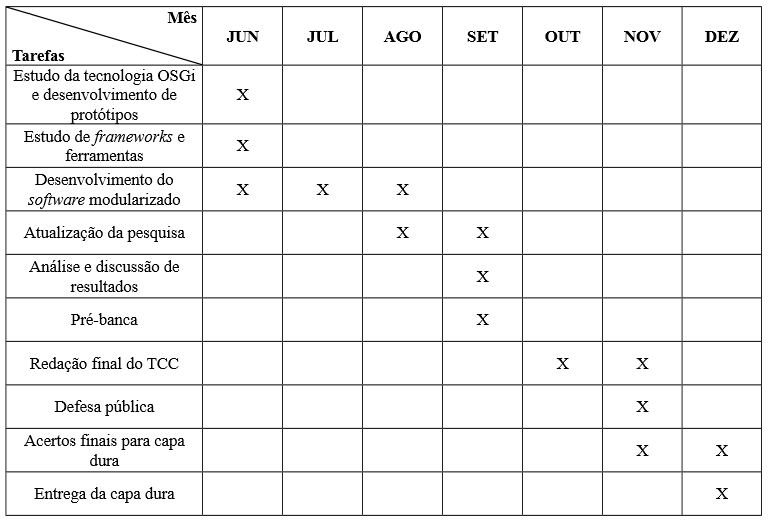 Mês
Tarefas
JUN JUL AGO SET OUT NOV DEZ
Estudo da tecnologia OSGi
e desenvolvimento de
protótipos
X
Estudo de frameworks e
ferramentas
X
Desenvolvimento do
software modularizado
X X X
Atualização da pesquisa
X X
Análise e discussão de
resultados
X
Pré-banca
X
Redação final do TCC
X X
Defesa pública
X
Acertos finais para capa
dura
X X
Entrega da capa dura
X